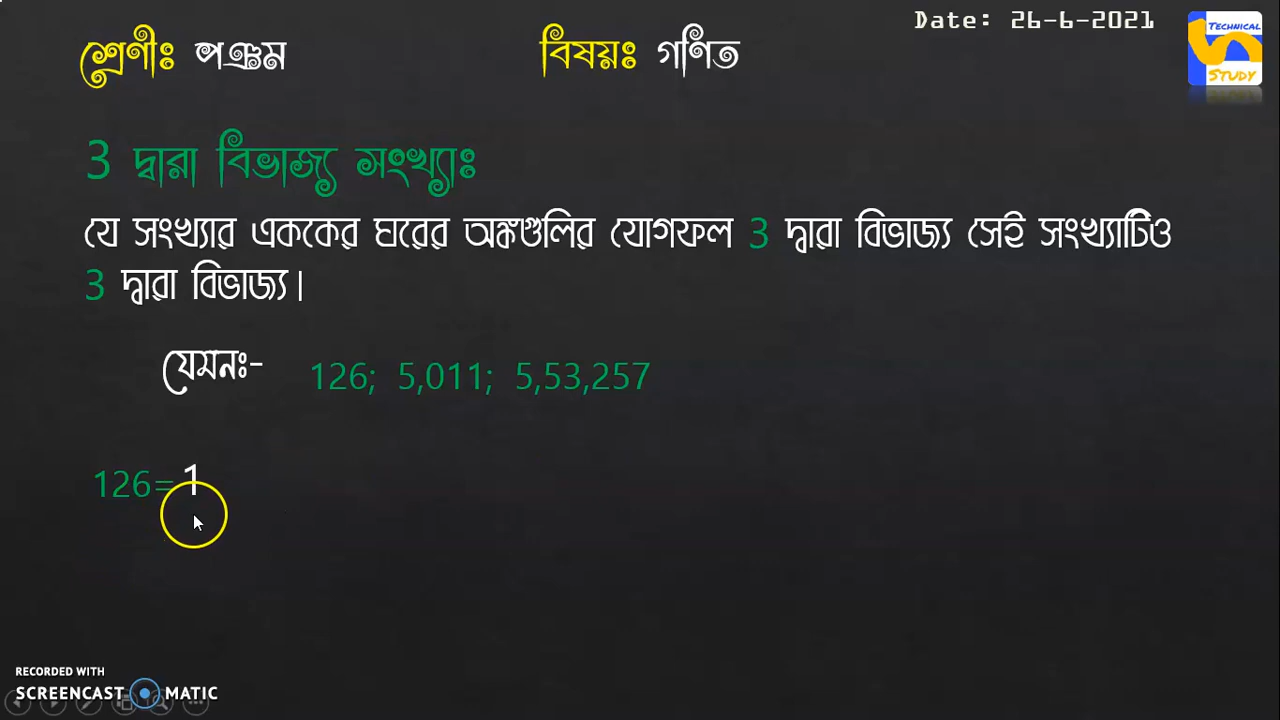 Date: 26-6-2021
শ্রেণীঃ পঞ্চম বিষয়ঃ গণিত
TECHNICAL
STUDY
3 দ্বারা বিভাজ্য সংখ্যাঃ
যে সংখ্যার এককের ঘরের অঙ্কগুলির যোগফল 3 দ্বারা বিভাজ্য সেই সংখ্যাটিও
3 দ্বারা বিভাজ্য।
যেমনঃ- 126; 5,011; 5,53,257
126= 1
RECORDED WITH
SCREENCAST MATIC